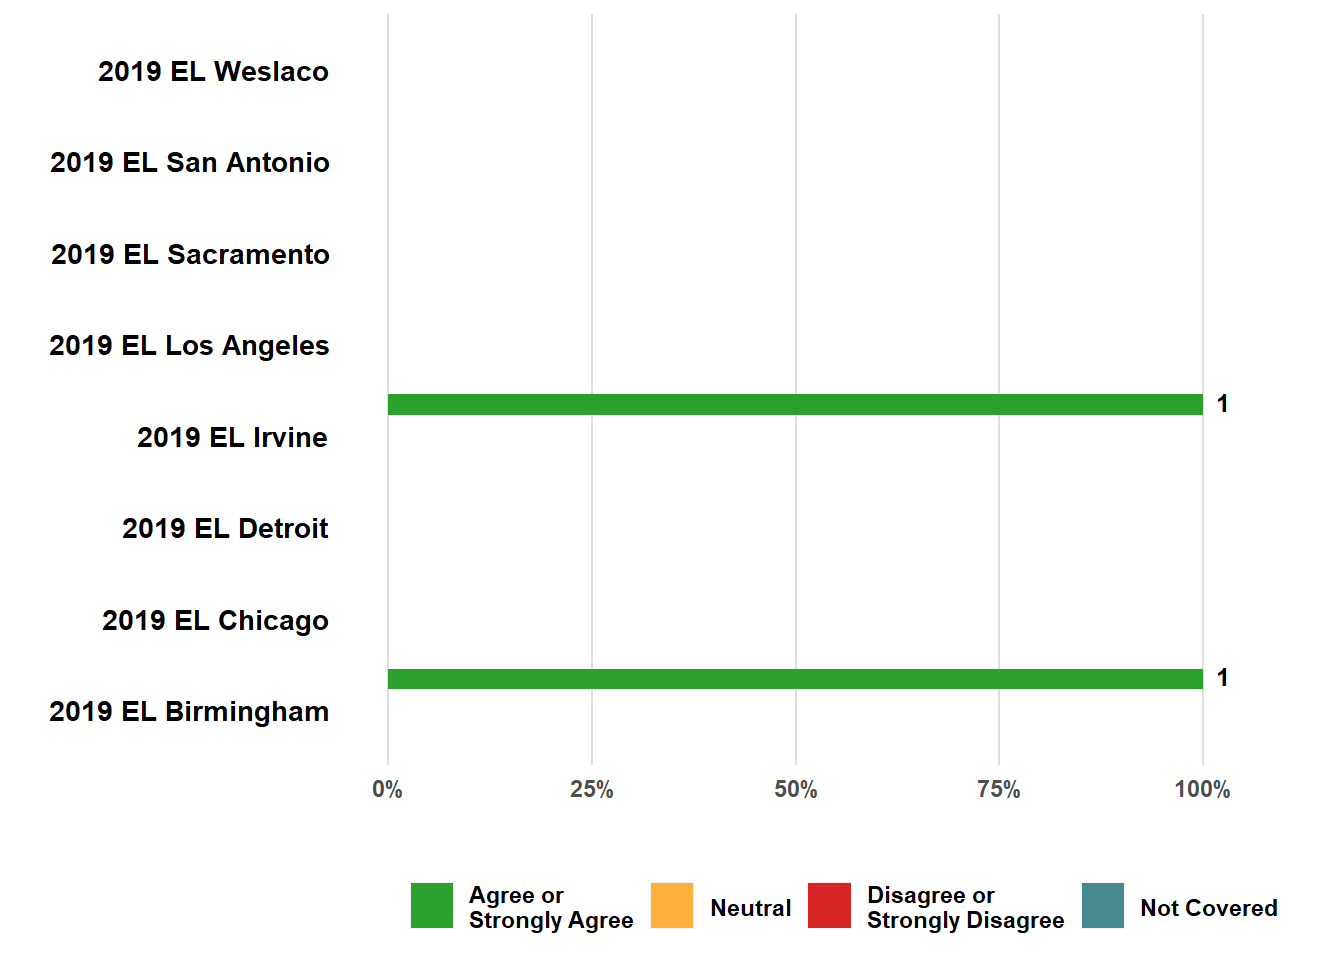 2019 EL Weslaco
2019 EL San Antonio
2019 EL Sacramento
2019 EL Los Angeles
1
2019 EL Irvine
2019 EL Detroit
2019 EL Chicago
1
2019 EL Birmingham
0% 25% 50% 75% 100%
Agree or
Strongly Agree
Neutral
Disagree or
Strongly Disagree
Not Covered